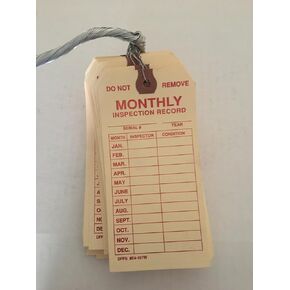 DO NOT REMOVE
MONTHLY
INSPECTION RECORD
SERIAL # YEAR
MONTH INSPECTOR CONDITION
JAN.
FEB.
MAR.
APR.
MAY
JUNE
JULY
AUG.
SEPT.
OCT.
NOV.
DEC.